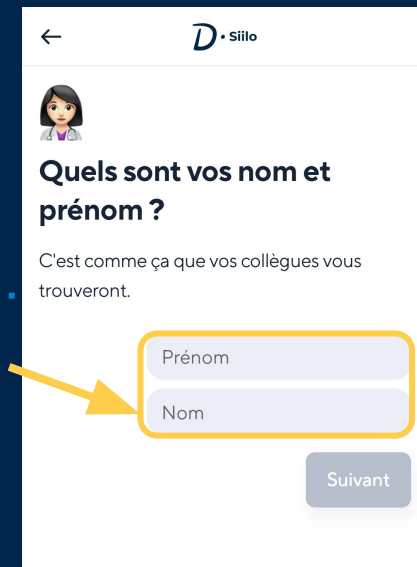 D • Siilo
Quels sont vos nom et
prénom ?
C'est comme ça que vos collègues vous
trouveront.
Prénom
Nom
Suivant